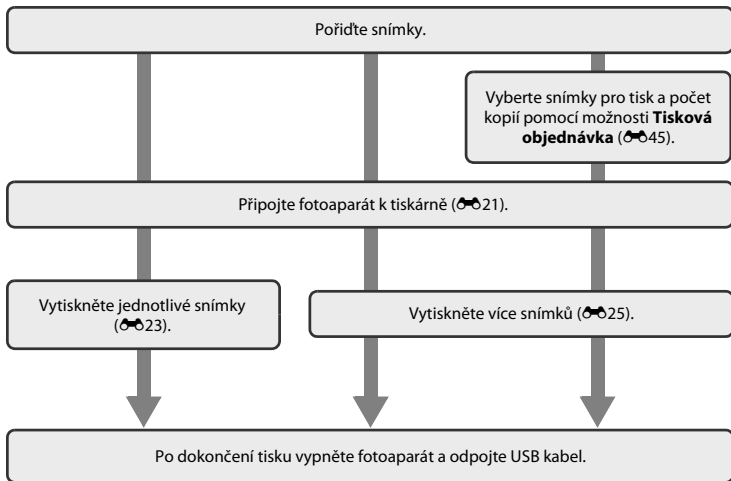 Pořiďte snímky.
Vyberte snímky pro tisk a počet
kopií pomocí možnosti Tisková
objednávka (45).
Připojte fotoaparát k tiskárně (21).
Vytiskněte jednotlivé snímky
(23).
Vytiskněte více snímků (25).
Po dokončení tisku vypněte fotoaparát a odpojte USB kabel.